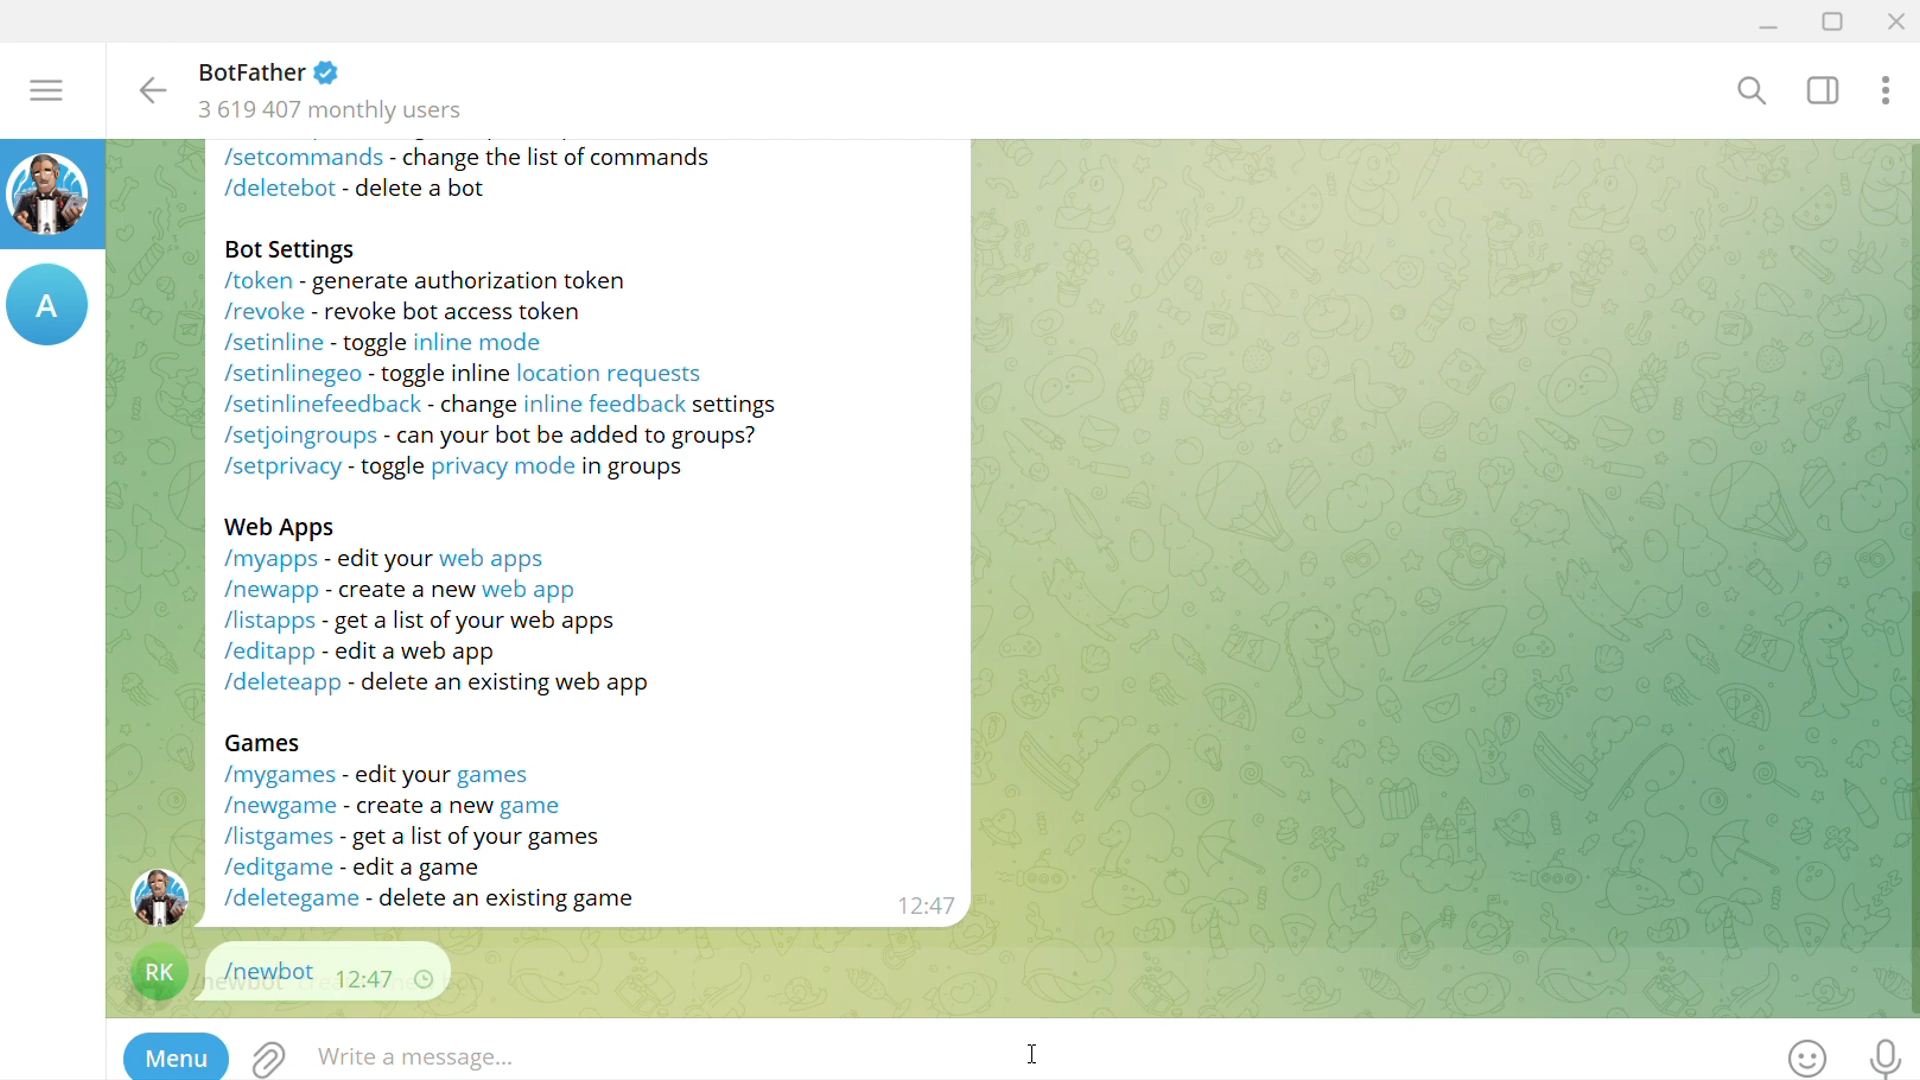 BotFather
3 619 407 monthly users
/setcommands - change the list of commands
/deletebot - delete a bot
A
Bot Settings
/token - generate authorization token
/revoke - revoke bot access token
/setinline - toggle inline mode
/setinlinegeo - toggle inline location requests
/setinlinefeedback - change inline feedback settings
/setjoingroups - can your bot be added to groups?
/setprivacy - toggle privacy mode in groups
Web Apps
/myapps - edit your web apps
/newapp - create a new web app
/listapps - get a list of your web apps
/editapp - edit a web app
/deleteapp - delete an existing web app
Games
/mygames - edit your games
/newgame - create a new game
/listgames - get a list of your games
/editgame - edit a game
/deletegame - delete an existing game
12:47
RK
/newbot 12:47
Menu
Write a message...